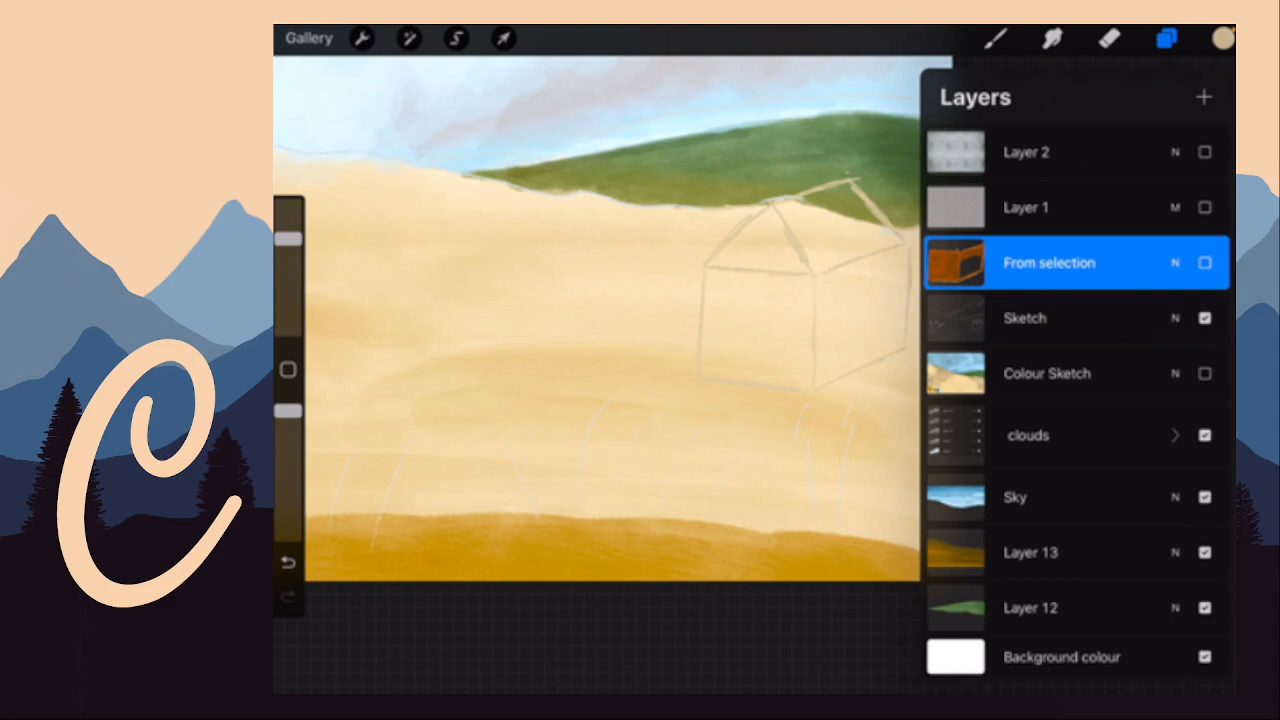 Gallery
Layers
Layer 2 N
Layer 1 M
From selection N
Sketch N
Colour Sketch N
clouds
Sky N
Layer 13 N
Layer 12 N
Background colour
C